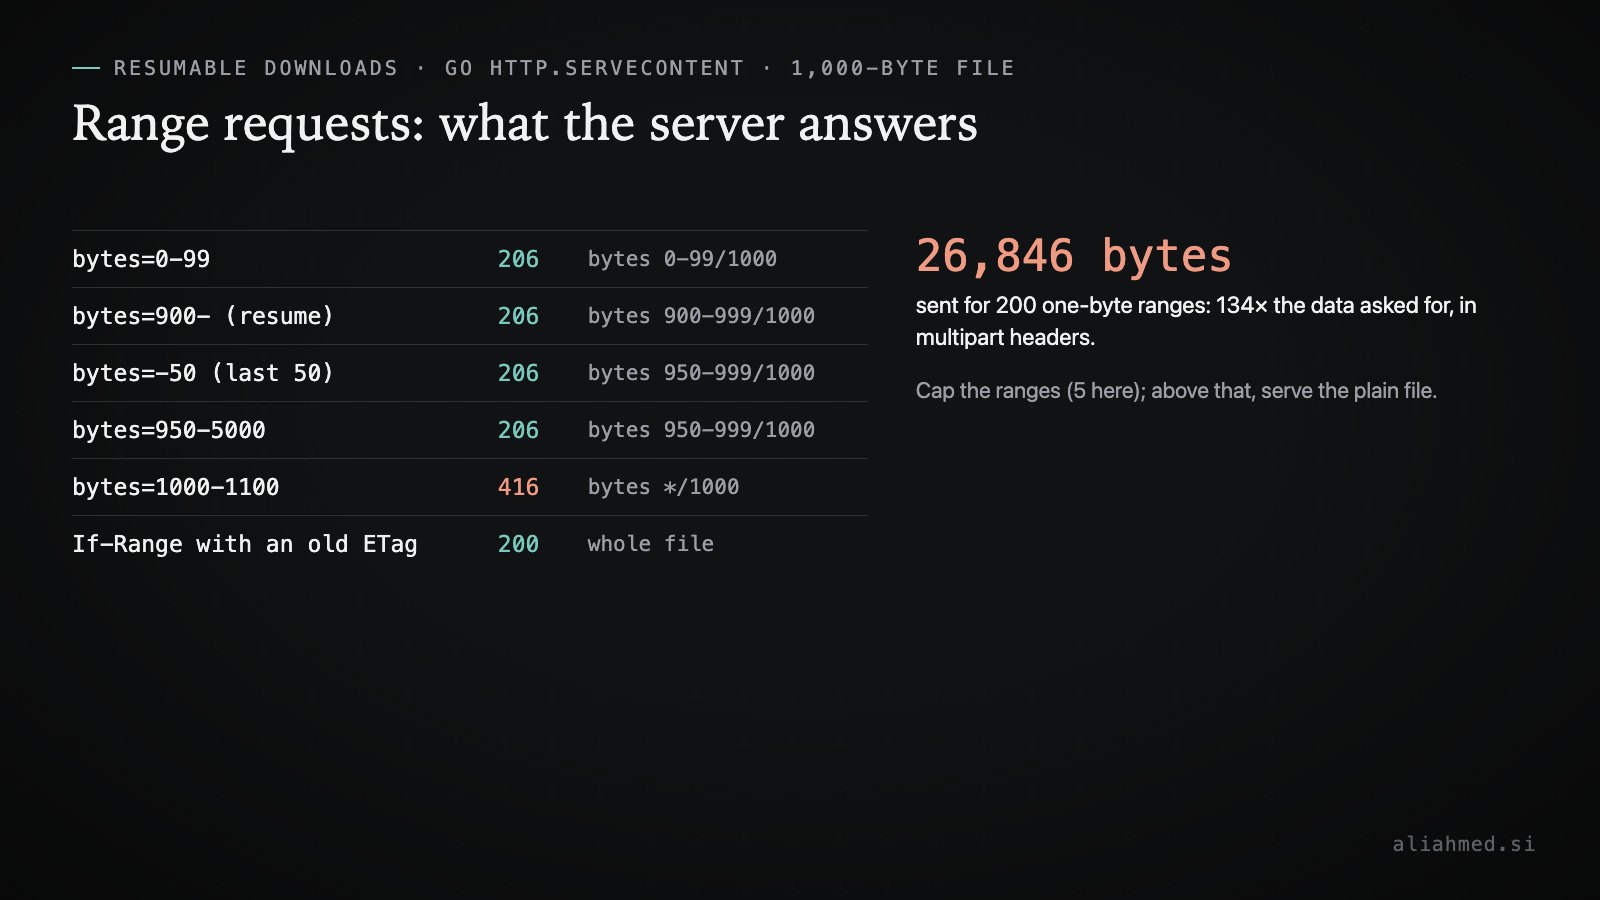 RESUMABLE DOWNLOADS · GO HTTP.SERVECONTENT · 1,000-BYTE FILE
Range requests: what the server answers
bytes=0-99 206 bytes 0-99/1000
bytes=900- (resume) 206 bytes 900-999/1000
bytes=-50 (last 50) 206 bytes 950-999/1000
bytes=950-5000 206 bytes 950-999/1000
bytes=1000-1100 416 bytes */1000
If-Range with an old ETag 200 whole file
26,846 bytes
sent for 200 one-byte ranges: 134× the data asked for, in
multipart headers.
Cap the ranges (5 here); above that, serve the plain file.
aliahmed.si